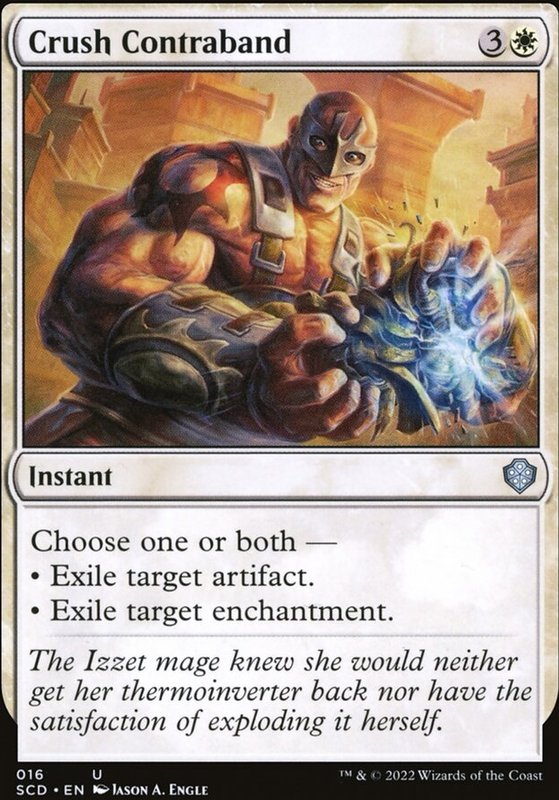 Crush Contraband 3
Instant
Choose one or both —
• Exile target artifact.
• Exile target enchantment.
The Izzet mage knew she would neither
get her thermoinverter back nor have the
satisfaction of exploding it herself.
016 U
SCD • EN JASON A. ENGLE
™ & © 2022 Wizards of the Coast